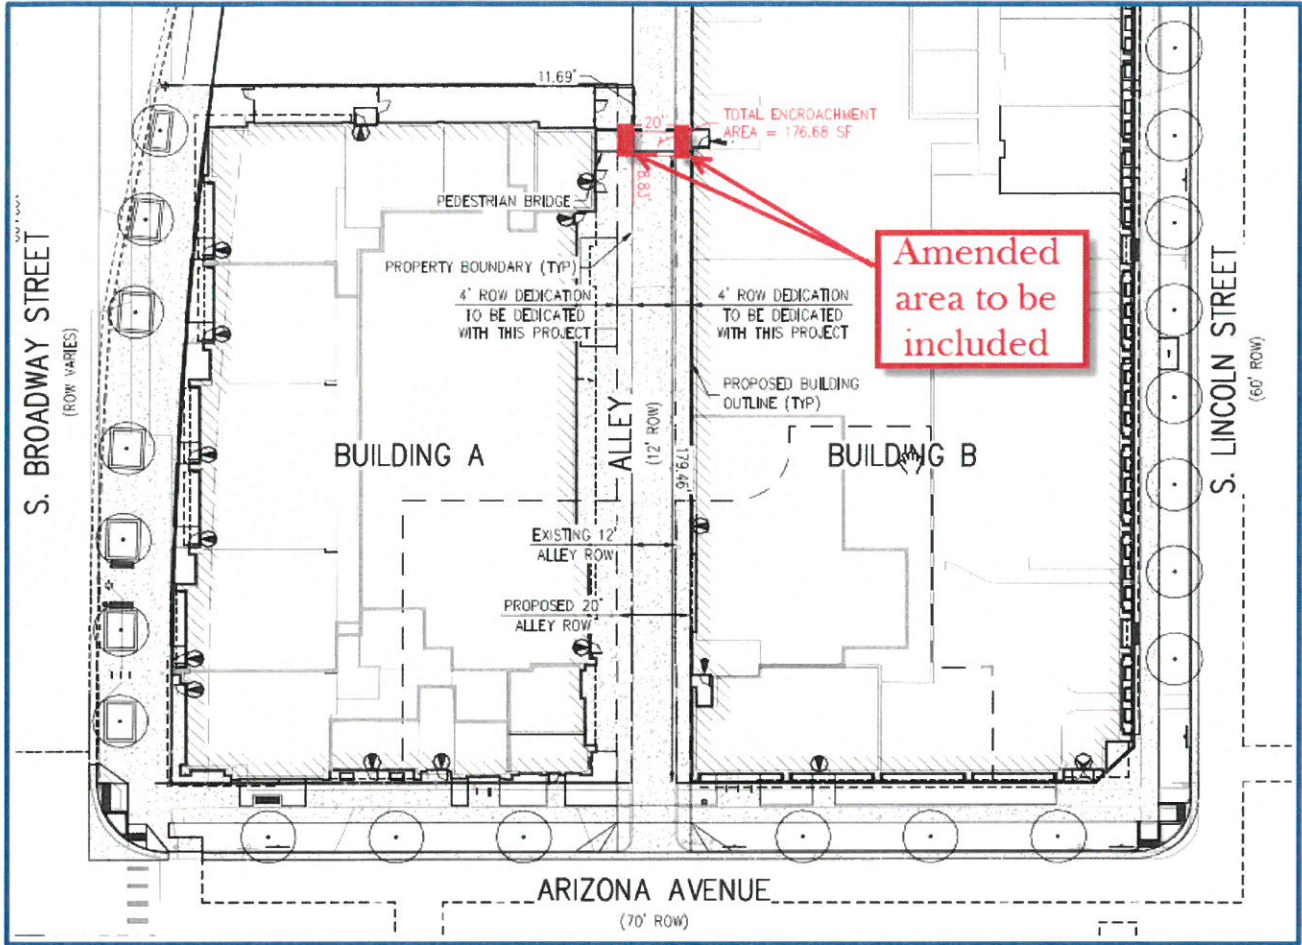 11.69'
20'
TOTAL ENCROACHMENT
AREA = 176.68 SF
8.83'
PEDESTRIAN BRIDGE
PROPERTY BOUNDARY (TYP)
4' ROW DEDICATION
TO BE DEDICATED
WITH THIS PROJECT
4' ROW DEDICATION
TO BE DEDICATED
WITH THIS PROJECT
Amended
area to be
included
S. BROADWAY STREET
(ROW VARIES)
S. LINCOLN STREET
(60' ROW)
PROPOSED BUILDING
OUTLINE (TYP)
BUILDING A
ALLEY
(12' ROW)
179.46'
BUILDING B
EXISTING 12'
ALLEY ROW
PROPOSED 20'
ALLEY ROW
ARIZONA AVENUE
(70' ROW)